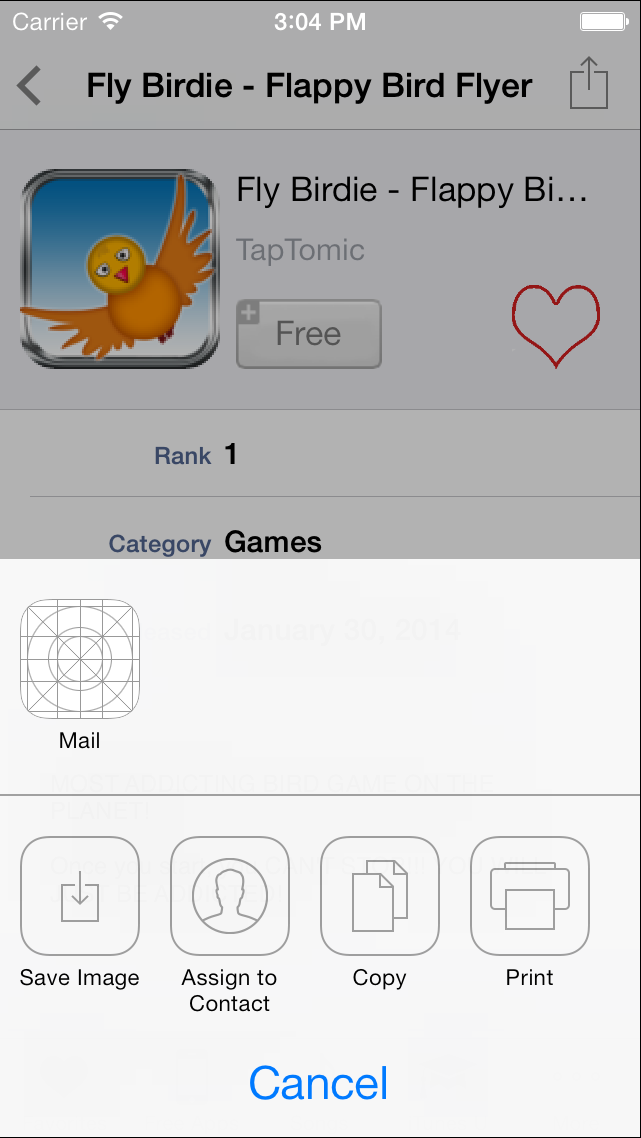 Carrier
3:04 PM
Fly Birdie - Flappy Bird Flyer
Fly Birdie - Flappy Bi...
TapTomic
Free
Rank 1
Category Games
January 30, 2014
Mail
MOST ADDICTING BIRD GAME ON THE
PLANET!
Save Image
Assign to
Contact
Copy
Print
Cancel